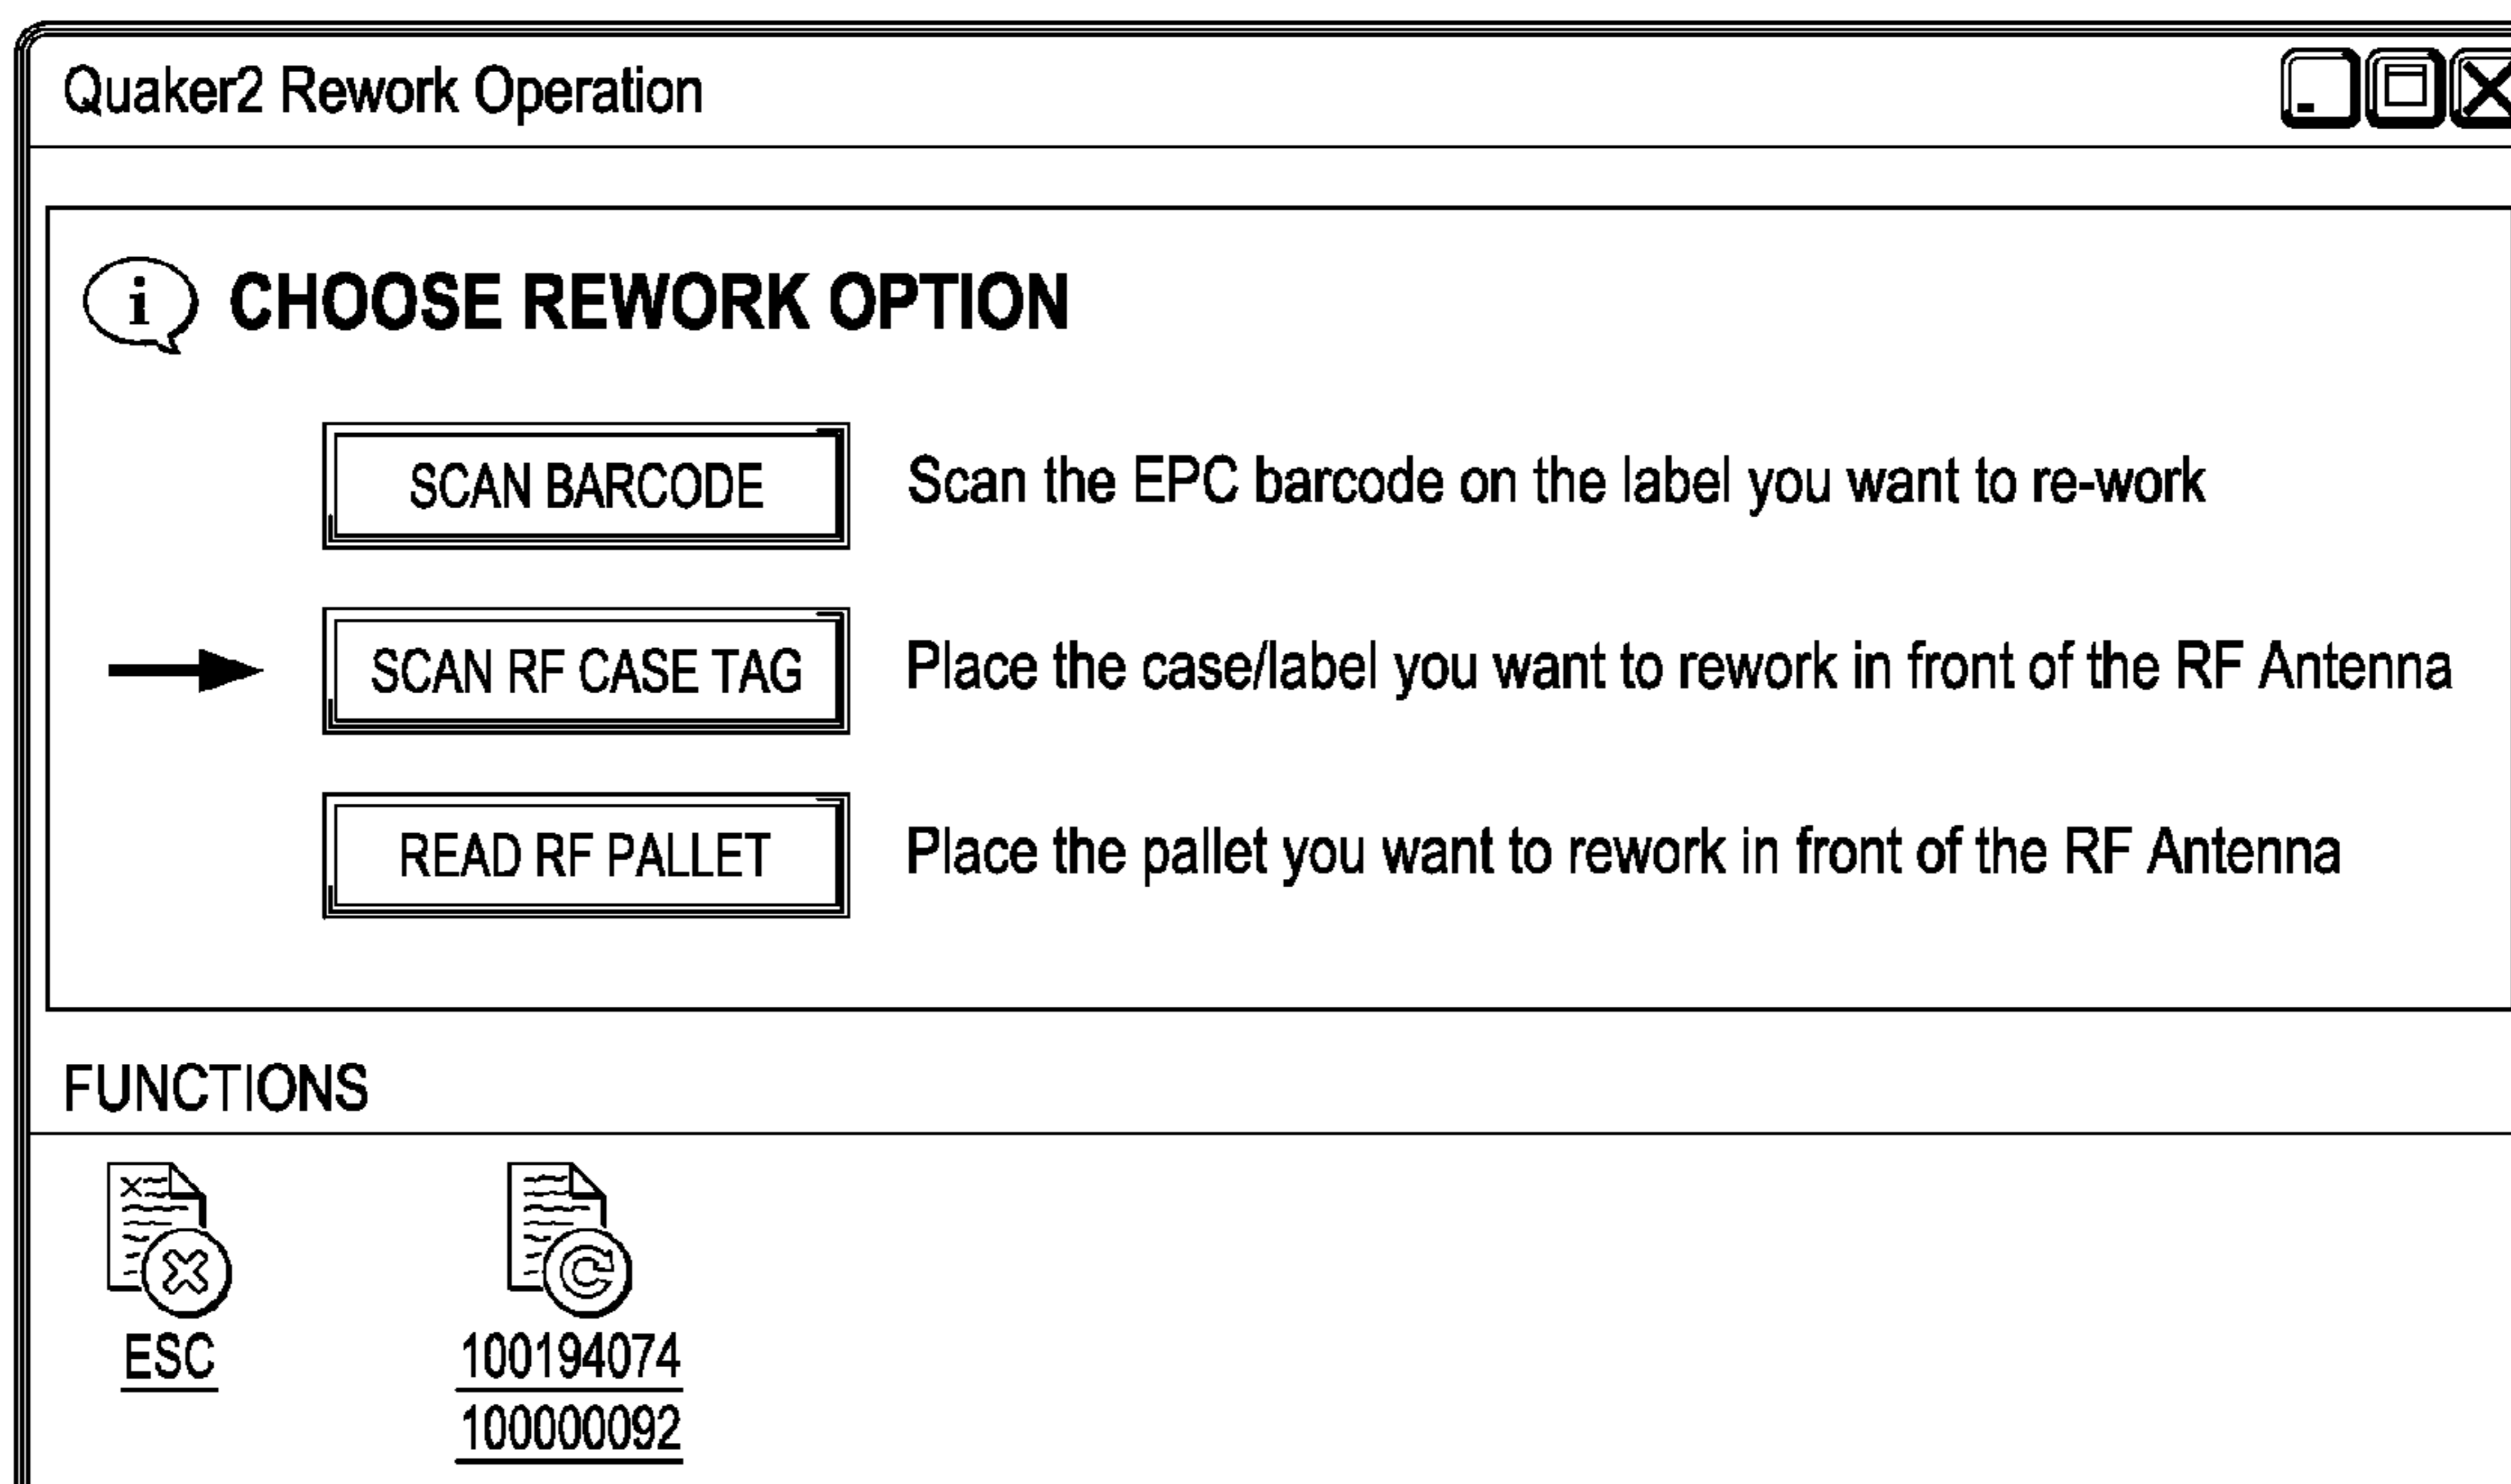 Quaker2 Rework Operation
i CHOOSE REWORK OPTION
SCAN BARCODE Scan the EPC barcode on the label you want to re-work
SCAN RF CASE TAG Place the case/label you want to rework in front of the RF Antenna
READ RF PALLET Place the pallet you want to rework in front of the RF Antenna
FUNCTIONS
ESC 100194074
100000092